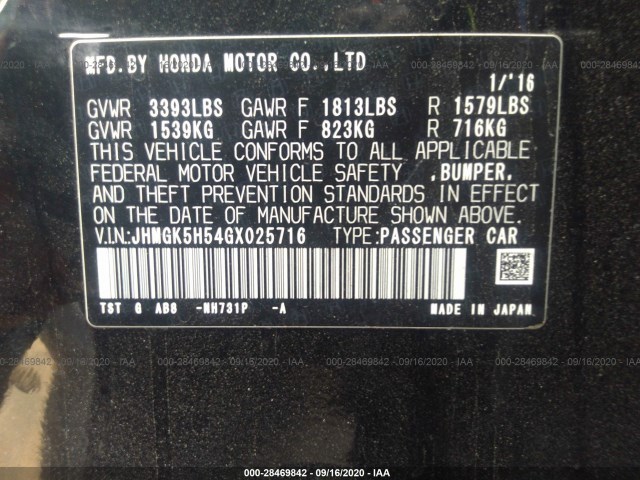 MFD.BY HONDA MOTOR CO.,LTD
1/'16
GVWR 3393LBS GAWR F 1813LBS R 1579LBS
GVWR 1539KG GAWR F 823KG R 716KG
THIS VEHICLE CONFORMS TO ALL APPLICABLE
FEDERAL MOTOR VEHICLE SAFETY ,BUMPER,
AND THEFT PREVENTION STANDARDS IN EFFECT
ON THE DATE OF MANUFACTURE SHOWN ABOVE.
V.IN.:JHMGK5H54GX025716 TYPE:PASSENGER CAR
TST G AB8 -NH731P -A MADE IN JAPAN
000-28469842 - 09/16/2020 - IAA